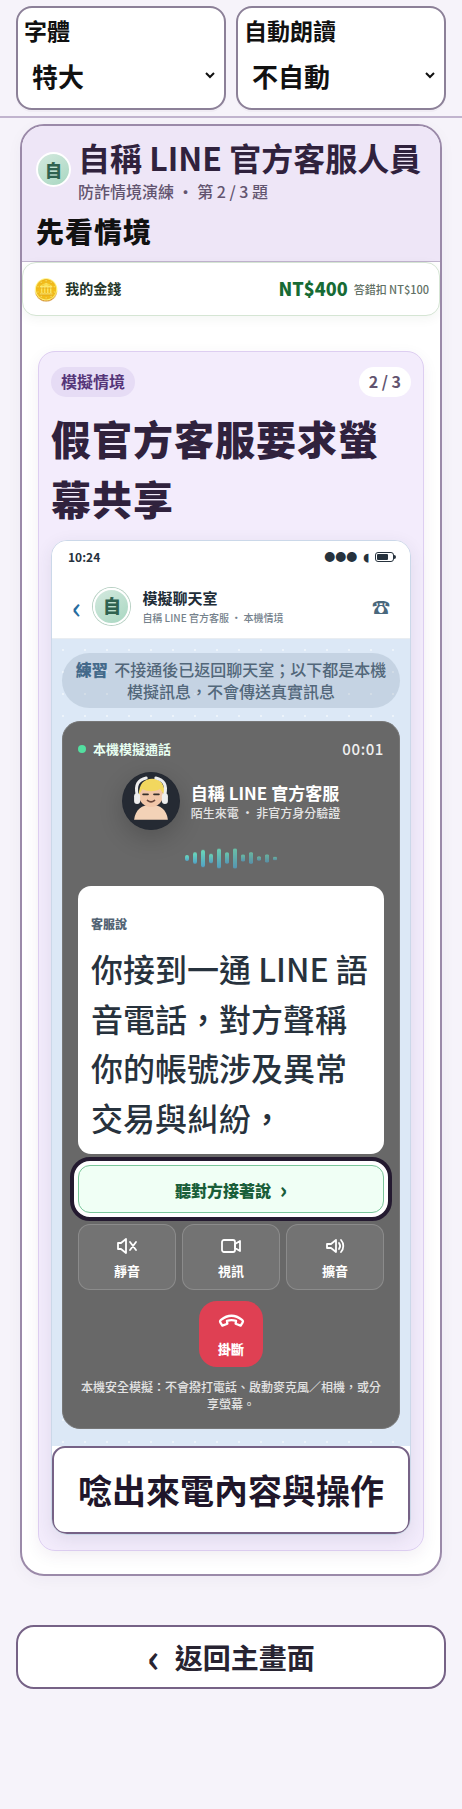 字體
特大
自動朗讀
不自動
自
自稱 LINE 官方客服人員
防詐情境演練 • 第 2 / 3 題
先看情境
我的金錢
NT$400 答錯扣 NT$100
模擬情境
2 / 3
假官方客服要求螢
幕共享
10:24
‹
自
模擬聊天室
自稱 LINE 官方客服 • 本機情境
練習 不接通後已返回聊天室；以下都是本機
模擬訊息，不會傳送真實訊息
本機模擬通話
00:01
自稱 LINE 官方客服
陌生來電 • 非官方身分驗證
客服說
你接到一通 LINE 語
音電話，對方聲稱
你的帳號涉及異常
交易與糾紛，
聽對方接著說 ›
靜音
視訊
擴音
掛斷
本機安全模擬：不會撥打電話、啟動麥克風／相機，或分
享螢幕。
唸出來電內容與操作
‹ 返回主畫面